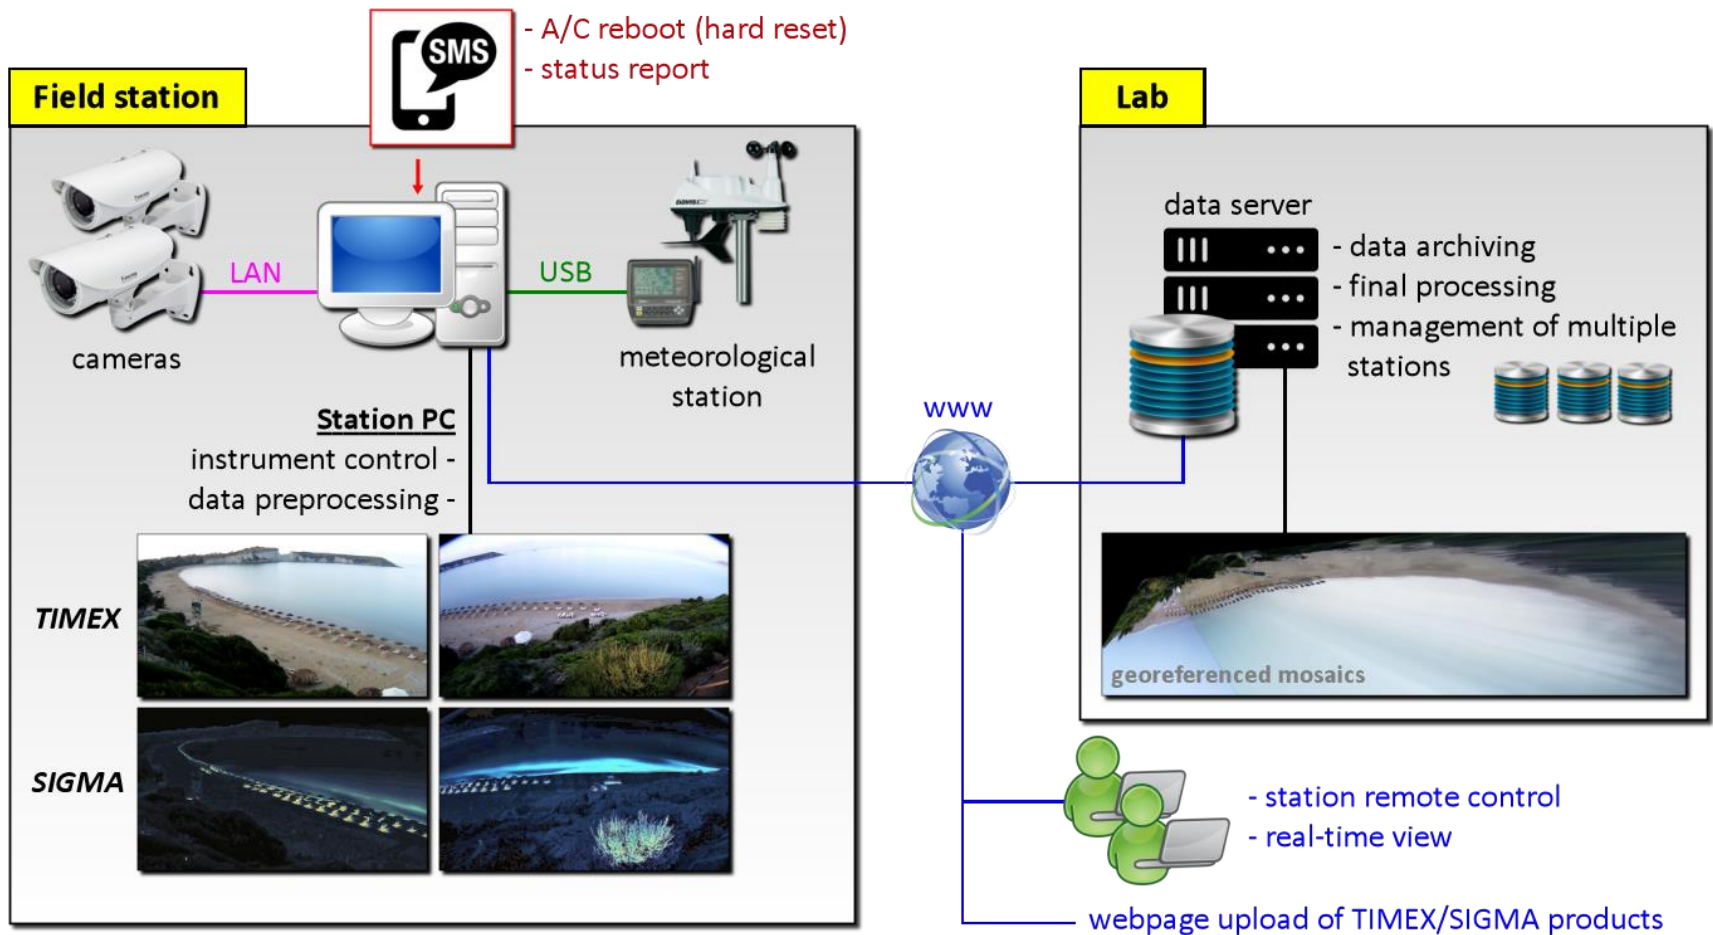 SMS
- A/C reboot (hard reset)
- status report
Field station
LAN
USB
cameras
meteorological
station
Station PC
instrument control -
data preprocessing -
TIMEX
SIGMA
www
Lab
data server
- data archiving
- final processing
- management of multiple
stations
georeferenced mosaics
- station remote control
- real-time view
webpage upload of TIMEX/SIGMA products